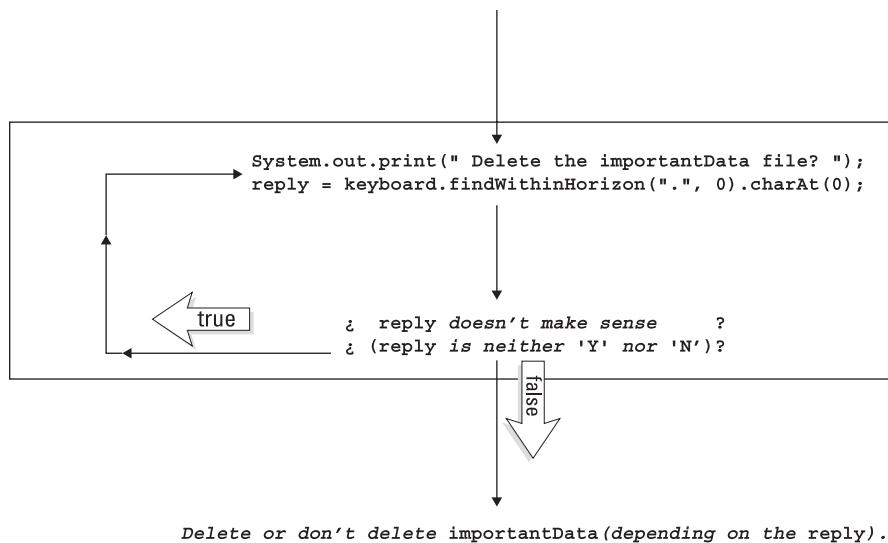 System.out.print(" Delete the importantData file? ");
reply = keyboard.findWithinHorizon(".", 0).charAt(0);
true
¿ reply doesn't make sense ?
¿ (reply is neither 'Y' nor 'N')?
false
Delete or don't delete importantData(depending on the reply).